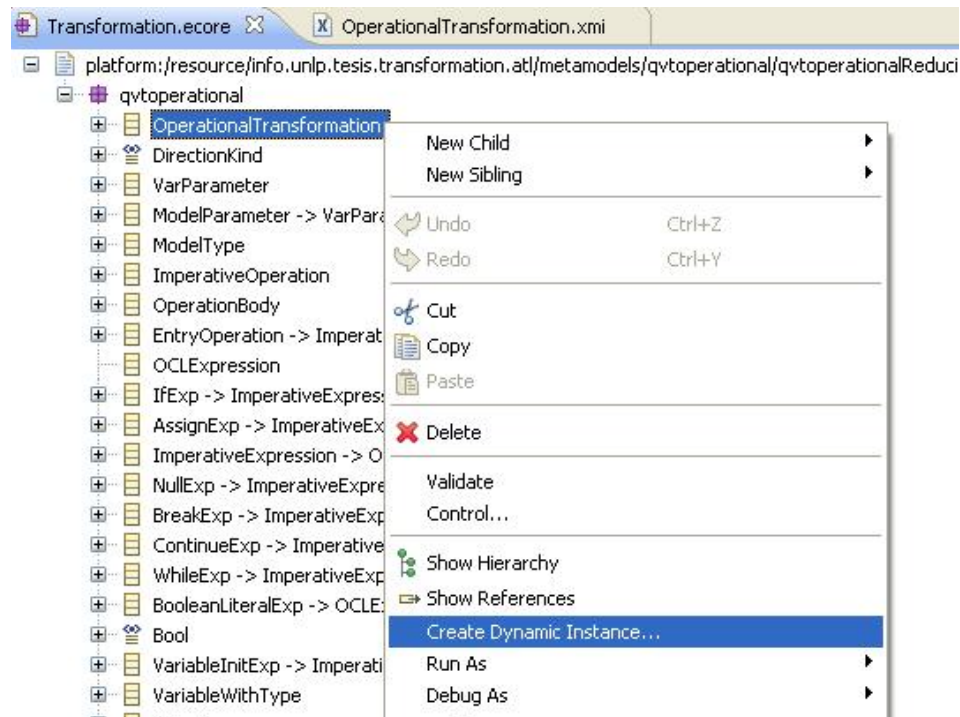 Transformation.ecore
OperationalTransformation.xmi
platform:/resource/info.unlp.tesis.transformation.atl/metamodels/qvtoperational/qvtoperationalReduci
qvtoperational
OperationalTransformation
DirectionKind
VarParameter
ModelParameter -> VarPara
ModelType
ImperativeOperation
OperationBody
EntryOperation -> Imperat
OCLExpression
IfExp -> ImperativeExpres
AssignExp -> ImperativeEx
ImperativeExpression -> O
NullExp -> ImperativeExpre
BreakExp -> ImperativeExp
ContinueExp -> Imperative
WhileExp -> ImperativeExp
BooleanLiteralExp -> OCLE
Bool
VariableInitExp -> Imperati
VariableWithType
New Child
New Sibling
Undo Ctrl+Z
Redo Ctrl+Y
Cut
Copy
Paste
Delete
Validate
Control...
Show Hierarchy
Show References
Create Dynamic Instance...
Run As
Debug As